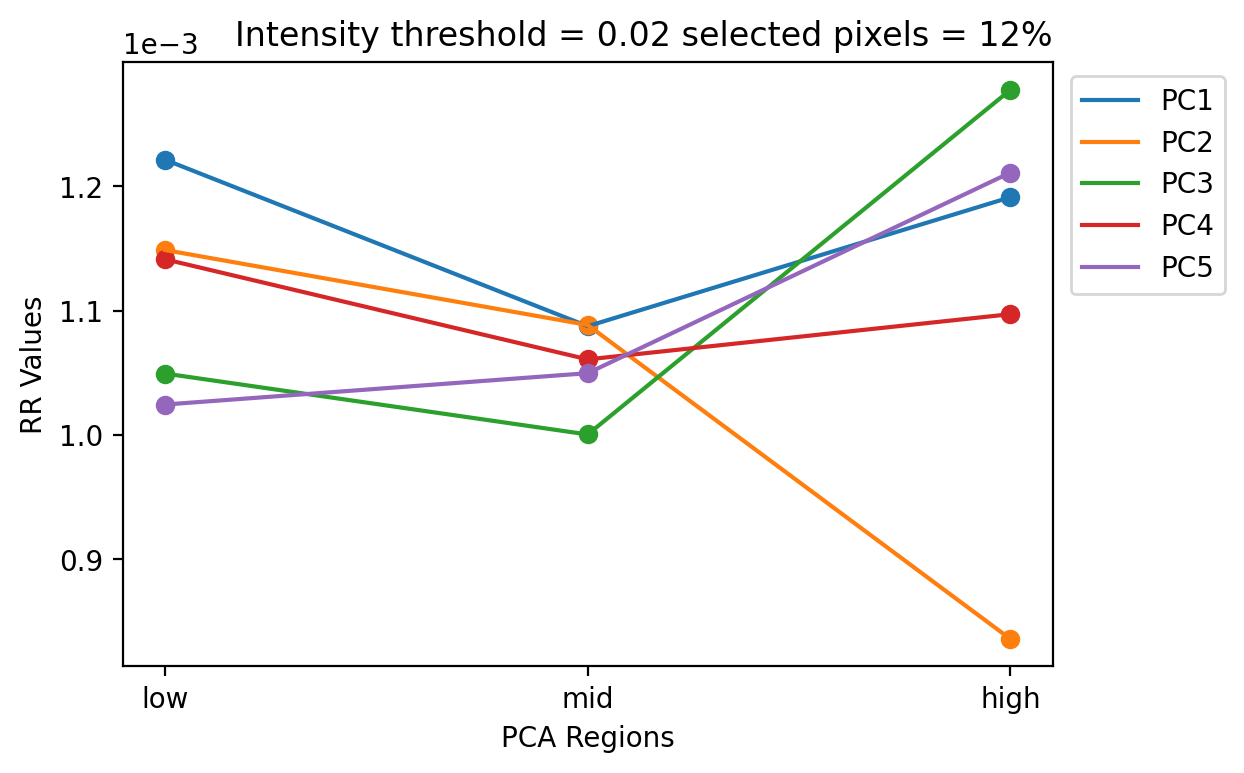 Intensity threshold = 0.02 selected pixels = 12%
1e−3
1.2
1.1
1.0
0.9
RR Values
low mid high
PCA Regions
PC1
PC2
PC3
PC4
PC5